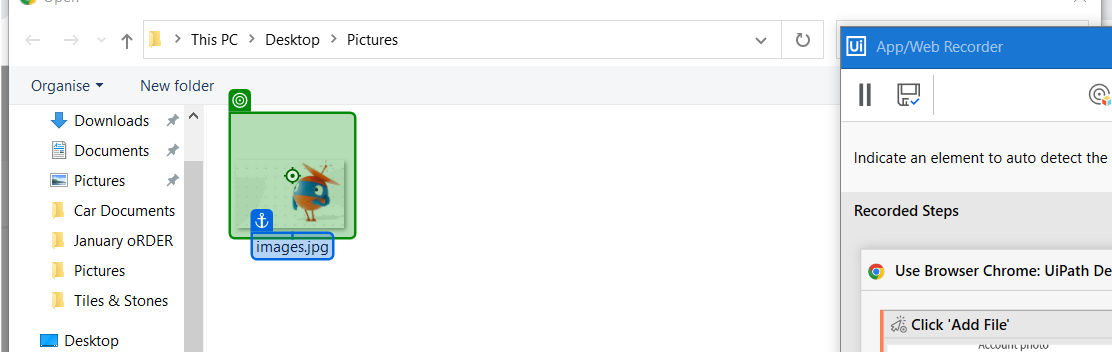 Open
This PC > Desktop > Pictures
Ui App/Web Recorder
Organise New folder
Downloads
Documents
Pictures
Car Documents
January oRDER
Pictures
Tiles & Stones
Desktop
images.jpg
Indicate an element to auto detect the
Recorded Steps
Use Browser Chrome: UiPath De
Click 'Add File'
Account photo